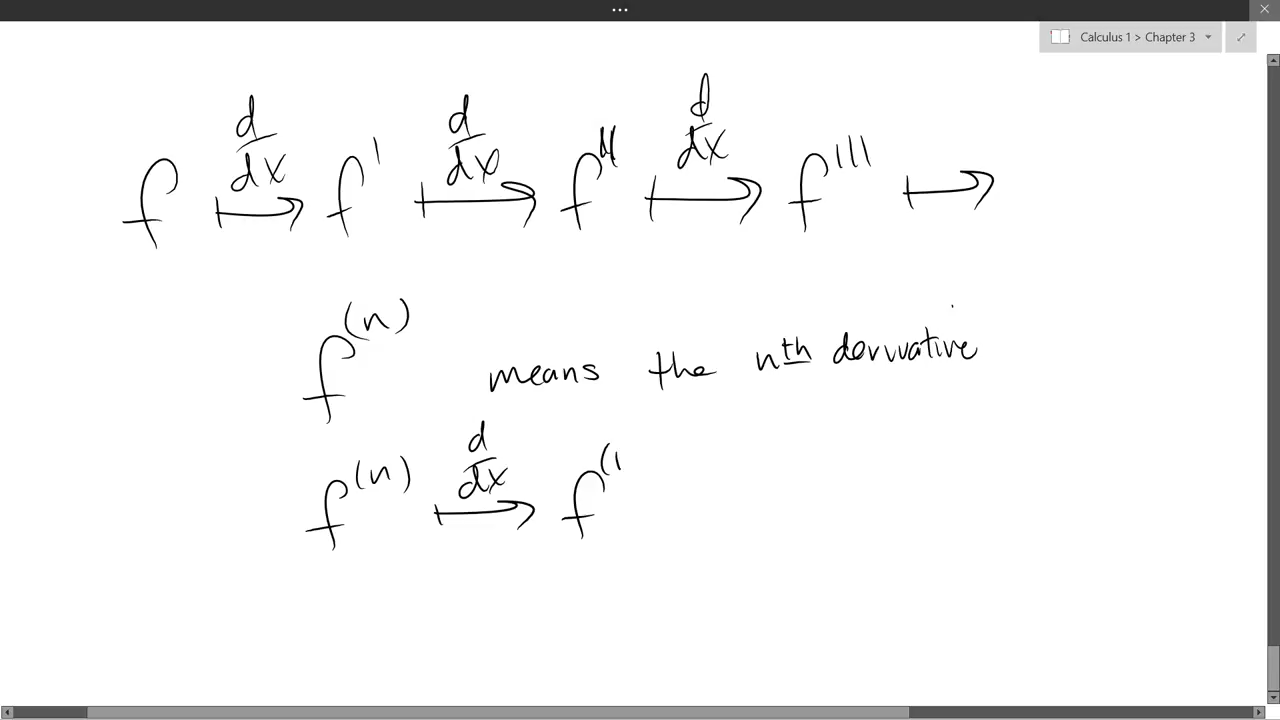 ...
Calculus 1 > Chapter 3
f d/dx ↦ f' d/dx ↦ f'' d/dx ↦ f''' ↦
f^(n) means the nth derivative
f^(n) d/dx ↦ f^(